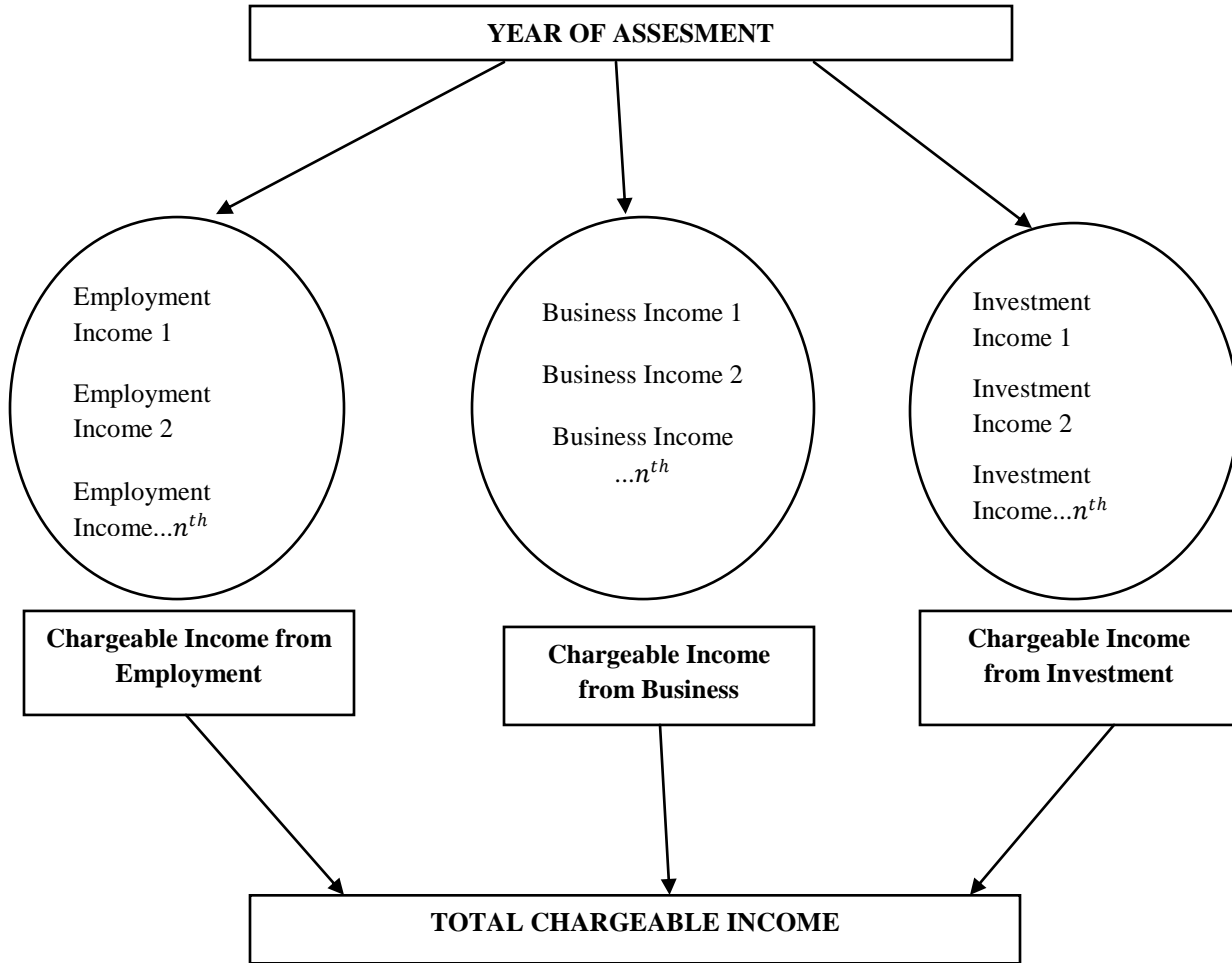 YEAR OF ASSESMENT
Employment
Income 1
Employment
Income 2
Employment
Income...nᵗʰ
Business Income 1
Business Income 2
Business Income
...nᵗʰ
Investment
Income 1
Investment
Income 2
Investment
Income...nᵗʰ
Chargeable Income from
Employment
Chargeable Income
from Business
Chargeable Income
from Investment
TOTAL CHARGEABLE INCOME